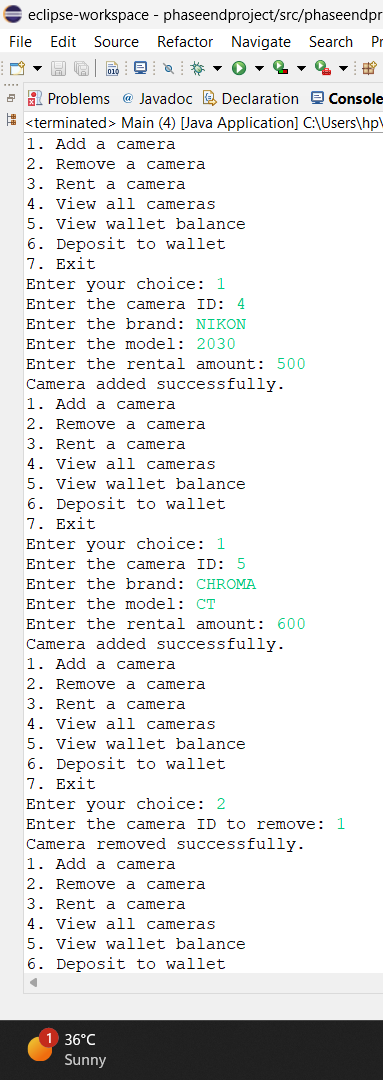 eclipse-workspace - phaseendproject/src/phaseendpr
File Edit Source Refactor Navigate Search Pr
Problems @ Javadoc Declaration Console
<terminated> Main (4) [Java Application] C:\Users\hp\
1. Add a camera
2. Remove a camera
3. Rent a camera
4. View all cameras
5. View wallet balance
6. Deposit to wallet
7. Exit
Enter your choice: 1
Enter the camera ID: 4
Enter the brand: NIKON
Enter the model: 2030
Enter the rental amount: 500
Camera added successfully.
1. Add a camera
2. Remove a camera
3. Rent a camera
4. View all cameras
5. View wallet balance
6. Deposit to wallet
7. Exit
Enter your choice: 1
Enter the camera ID: 5
Enter the brand: CHROMA
Enter the model: CT
Enter the rental amount: 600
Camera added successfully.
1. Add a camera
2. Remove a camera
3. Rent a camera
4. View all cameras
5. View wallet balance
6. Deposit to wallet
7. Exit
Enter your choice: 2
Enter the camera ID to remove: 1
Camera removed successfully.
1. Add a camera
2. Remove a camera
3. Rent a camera
4. View all cameras
5. View wallet balance
6. Deposit to wallet
1
36°C
Sunny